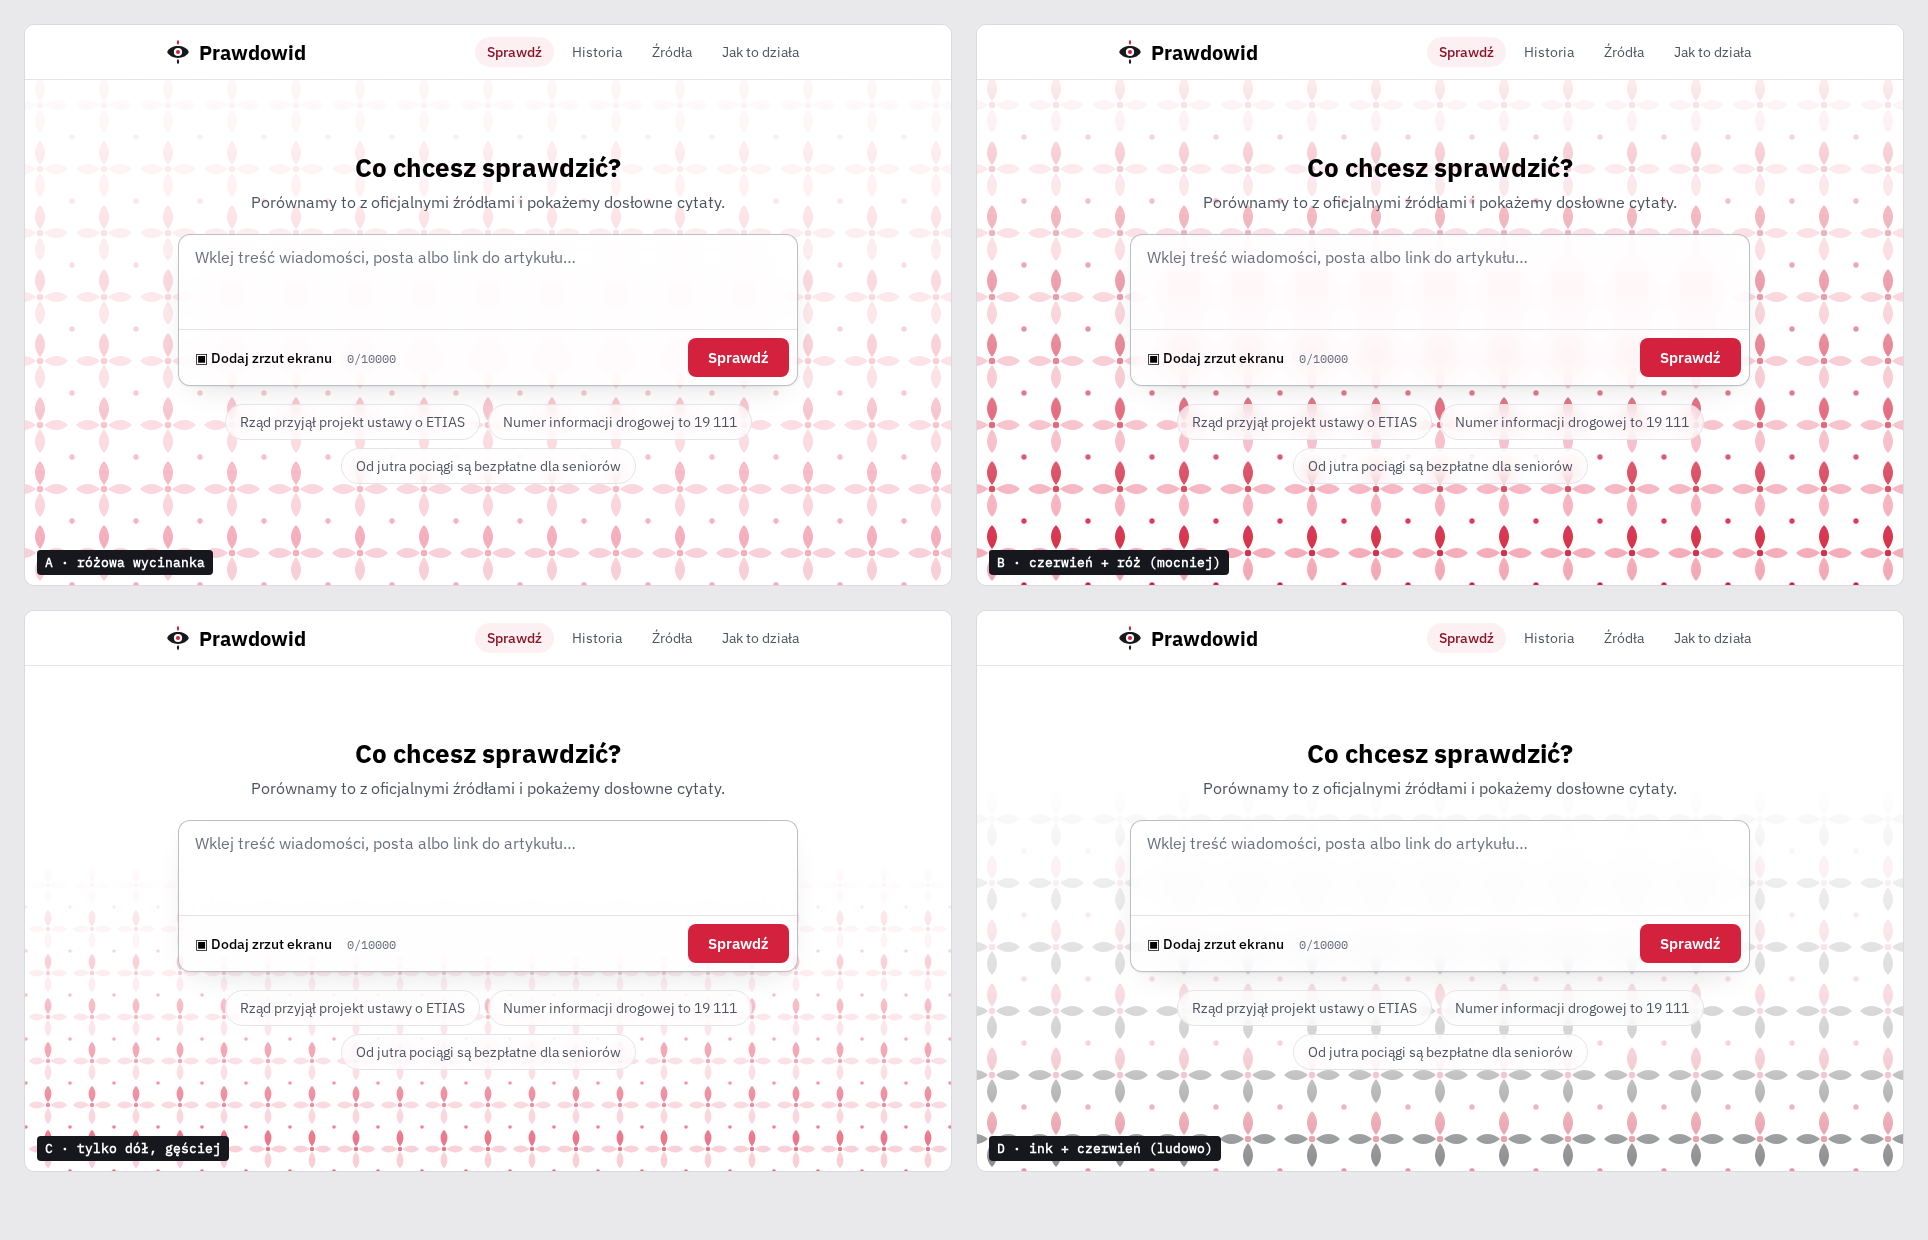 Prawdowid
Sprawdź Historia Źródła Jak to działa
Co chcesz sprawdzić?
Porównamy to z oficjalnymi źródłami i pokażemy dosłowne cytaty.
Wklej treść wiadomości, posta albo link do artykułu…
Dodaj zrzut ekranu 0/10000 Sprawdź
Rząd przyjął projekt ustawy o ETIAS
Numer informacji drogowej to 19 111
Od jutra pociągi są bezpłatne dla seniorów
A · różowa wycinanka
Prawdowid
Sprawdź Historia Źródła Jak to działa
Co chcesz sprawdzić?
Porównamy to z oficjalnymi źródłami i pokażemy dosłowne cytaty.
Wklej treść wiadomości, posta albo link do artykułu…
Dodaj zrzut ekranu 0/10000 Sprawdź
Rząd przyjął projekt ustawy o ETIAS
Numer informacji drogowej to 19 111
Od jutra pociągi są bezpłatne dla seniorów
B · czerwień + róż (mocniej)
Prawdowid
Sprawdź Historia Źródła Jak to działa
Co chcesz sprawdzić?
Porównamy to z oficjalnymi źródłami i pokażemy dosłowne cytaty.
Wklej treść wiadomości, posta albo link do artykułu…
Dodaj zrzut ekranu 0/10000 Sprawdź
Rząd przyjął projekt ustawy o ETIAS
Numer informacji drogowej to 19 111
Od jutra pociągi są bezpłatne dla seniorów
C · tylko dół, gęściej
Prawdowid
Sprawdź Historia Źródła Jak to działa
Co chcesz sprawdzić?
Porównamy to z oficjalnymi źródłami i pokażemy dosłowne cytaty.
Wklej treść wiadomości, posta albo link do artykułu…
Dodaj zrzut ekranu 0/10000 Sprawdź
Rząd przyjął projekt ustawy o ETIAS
Numer informacji drogowej to 19 111
Od jutra pociągi są bezpłatne dla seniorów
D · ink + czerwień (ludowo)